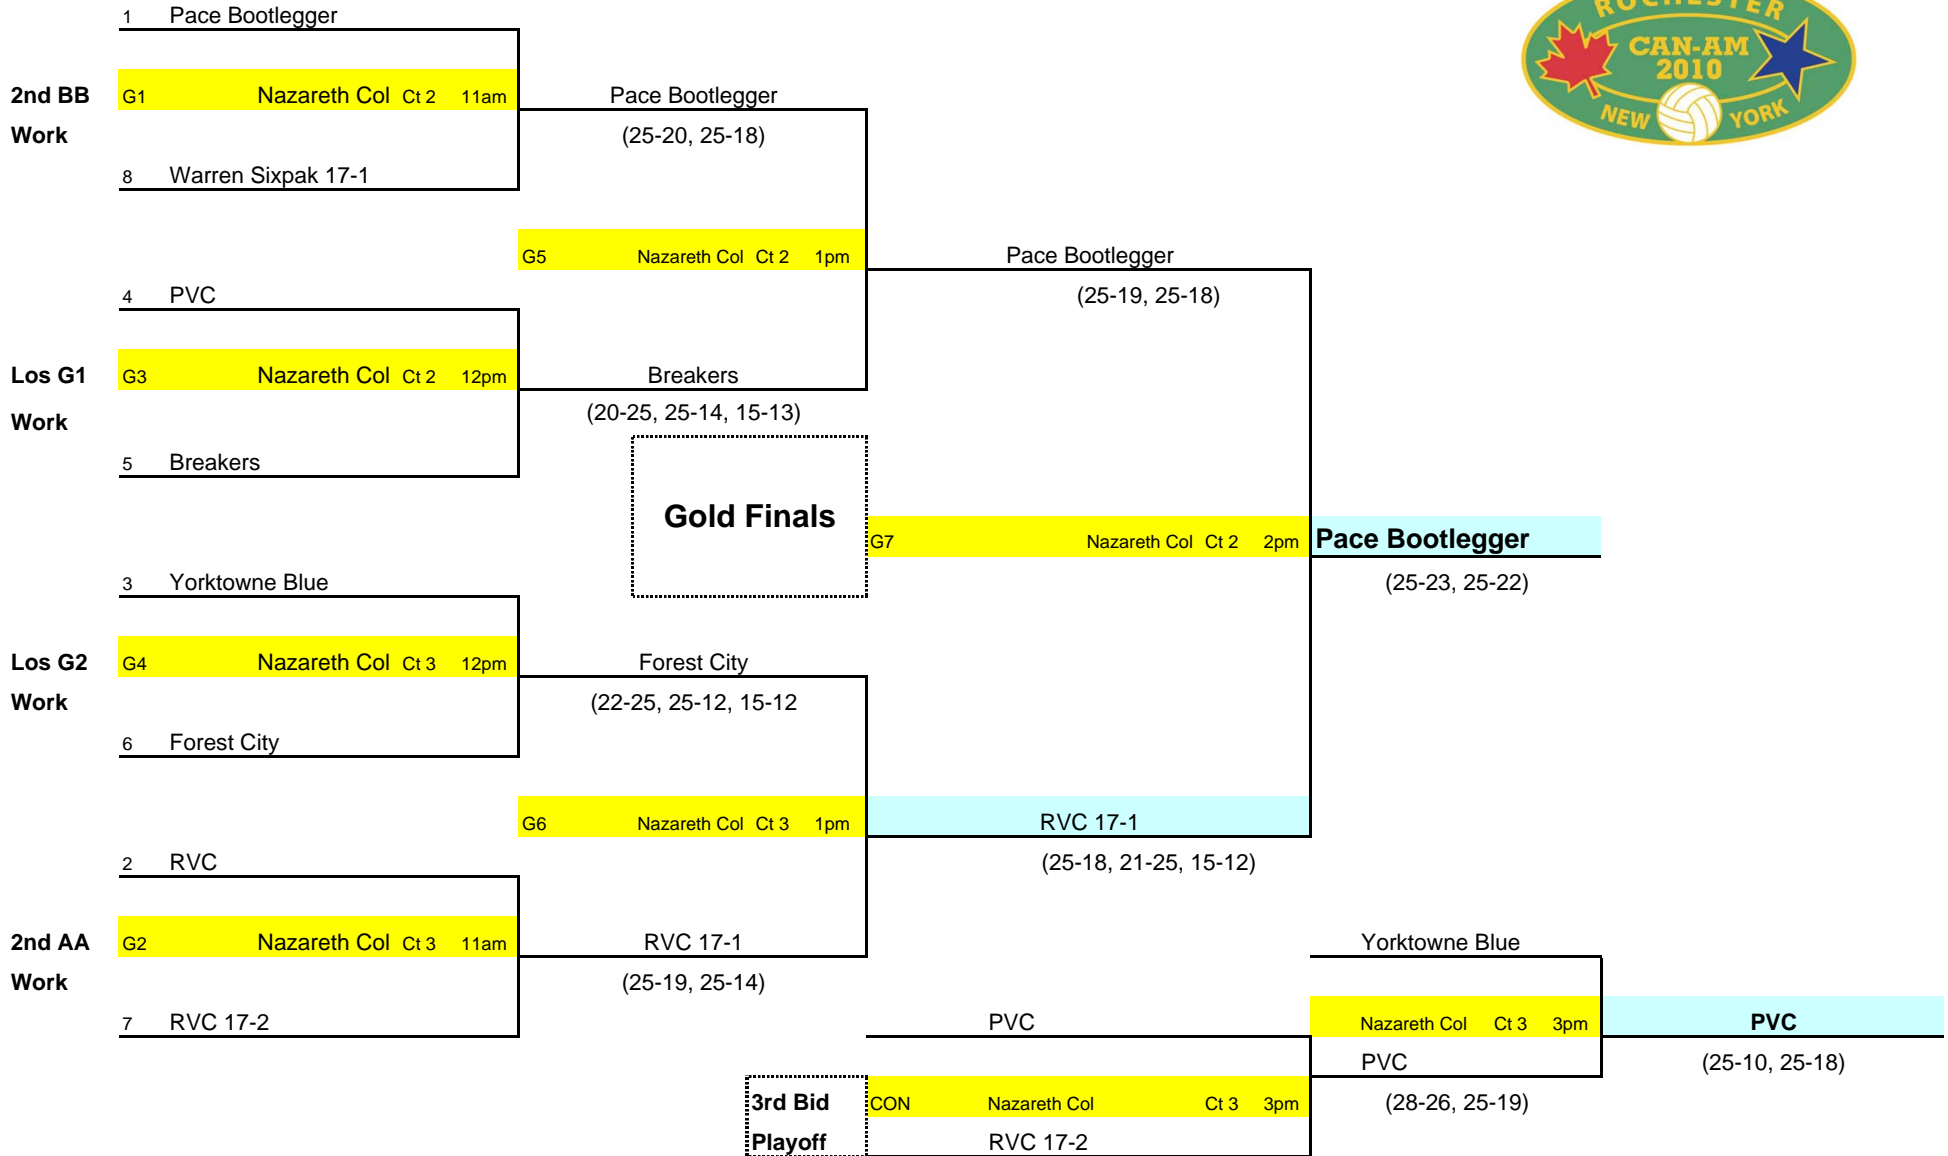 1 Pace Bootlegger
ROCHESTER
CAN-AM
2010
NEW YORK
2nd BB G1 Nazareth Col Ct 2 11am Pace Bootlegger
Work (25-20, 25-18)
8 Warren Sixpak 17-1
G5 Nazareth Col Ct 2 1pm Pace Bootlegger
4 PVC (25-19, 25-18)
Los G1 G3 Nazareth Col Ct 2 12pm Breakers
Work (20-25, 25-14, 15-13)
5 Breakers
Gold Finals
G7 Nazareth Col Ct 2 2pm Pace Bootlegger
3 Yorktowne Blue (25-23, 25-22)
Los G2 G4 Nazareth Col Ct 3 12pm Forest City
Work (22-25, 25-12, 15-12
6 Forest City
G6 Nazareth Col Ct 3 1pm RVC 17-1
2 RVC (25-18, 21-25, 15-12)
2nd AA G2 Nazareth Col Ct 3 11am RVC 17-1 Yorktowne Blue
Work (25-19, 25-14)
7 RVC 17-2 PVC Nazareth Col Ct 3 3pm PVC
PVC (25-10, 25-18)
3rd Bid CON Nazareth Col Ct 3 3pm (28-26, 25-19)
Playoff RVC 17-2